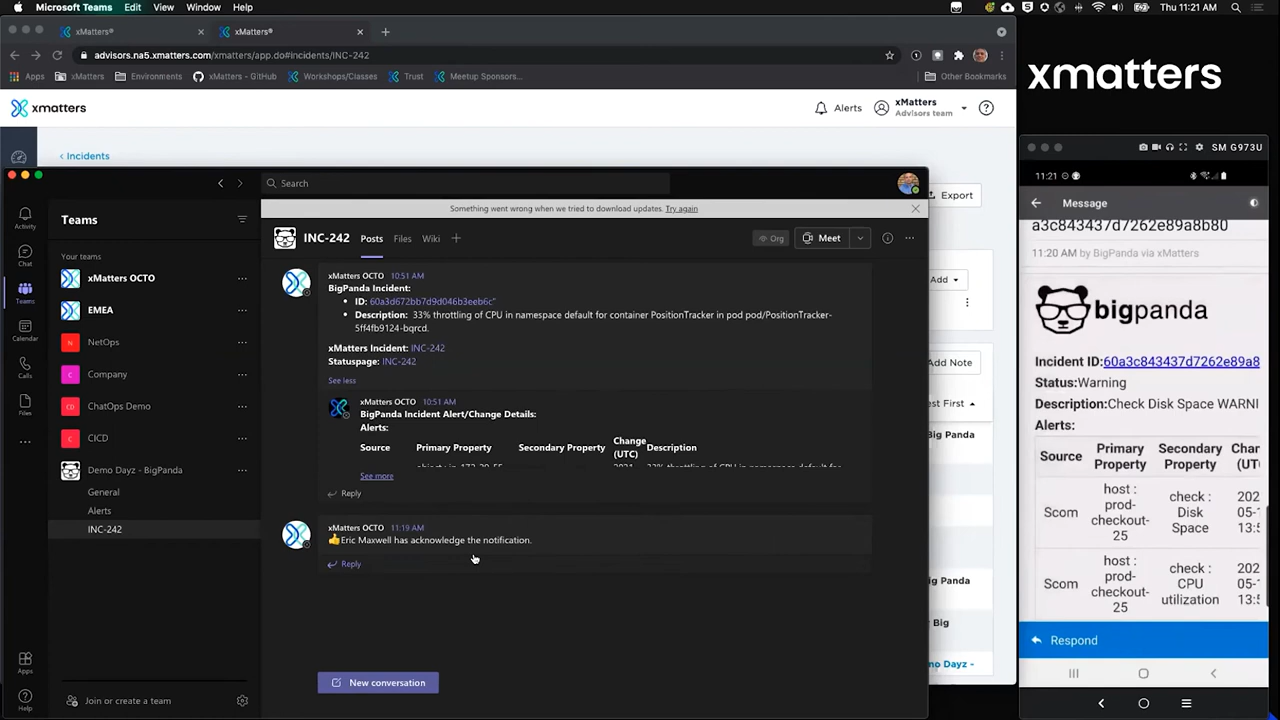 Microsoft Teams Edit View Window Help
Thu 11:21 AM
xMatters®
xMatters®
advisors.na5.xmatters.com/xmatters/app.do#incidents/INC-242
Apps xMatters Environments xMatters - GitHub Workshops/Classes Trust Meetup Sponsors... Other Bookmarks
xmatters
Alerts
xMatters
Advisors team
< Incidents
Export
Add
Add Note
est First
Big Panda
ig Panda
y Big
mo Dayz -
Search
Something went wrong when we tried to download updates. Try again
Activity
Chat
Teams
Calendar
Calls
Files
Apps
Help
Teams
Your teams
xMatters OCTO
EMEA
NetOps
Company
ChatOps Demo
CICD
Demo Dayz - BigPanda
General
Alerts
INC-242
Join or create a team
INC-242 Posts Files Wiki
Org
Meet
xMatters OCTO 10:51 AM
BigPanda Incident:
• ID: 60a3d672bb7d9d046b3eeb6c"
• Description: 33% throttling of CPU in namespace default for container PositionTracker in pod pod/PositionTracker-
5ff4fb9124-bqrcd.
xMatters Incident: INC-242
Statuspage: INC-242
See less
xMatters OCTO 10:51 AM
BigPanda Incident Alert/Change Details:
Alerts:
Source Primary Property Secondary Property Change (UTC) Description
See more
Reply
xMatters OCTO 11:19 AM
👍Eric Maxwell has acknowledge the notification.
Reply
New conversation
xmatters
SM G973U
11:21
Message
a3c843437d7262e89a8b80
11:20 AM by BigPanda via xMatters
bigpanda
Incident ID:60a3c843437d7262e89a8
Status:Warning
Description:Check Disk Space WARNI
Alerts:
Source Primary Property Secondary Property Chan (UT
Scom host : prod-checkout-25 check : Disk Space 202 05-1 13:5
Scom host : prod-checkout-25 check : CPU utilization 202 05-1 13:5
Respond